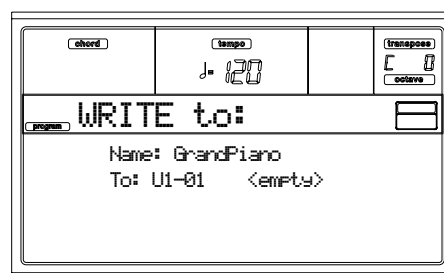 chord tempo transpose
♩= 120 C 0
octave
program WRITE to:
Name: GrandPiano
To: U1-01 <empty>